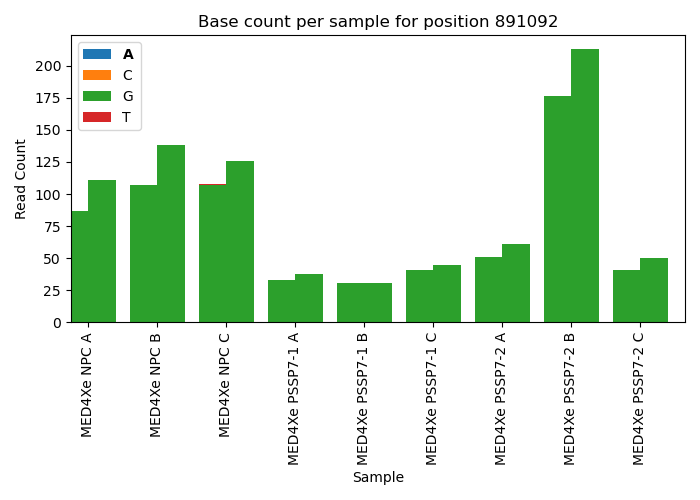 Base count per sample for position 891092
A
C
G
T
Read Count
200
175
150
125
100
75
50
25
0
MED4Xe NPC A
MED4Xe NPC B
MED4Xe NPC C
MED4Xe PSSP7-1 A
MED4Xe PSSP7-1 B
MED4Xe PSSP7-1 C
MED4Xe PSSP7-2 A
MED4Xe PSSP7-2 B
MED4Xe PSSP7-2 C
Sample